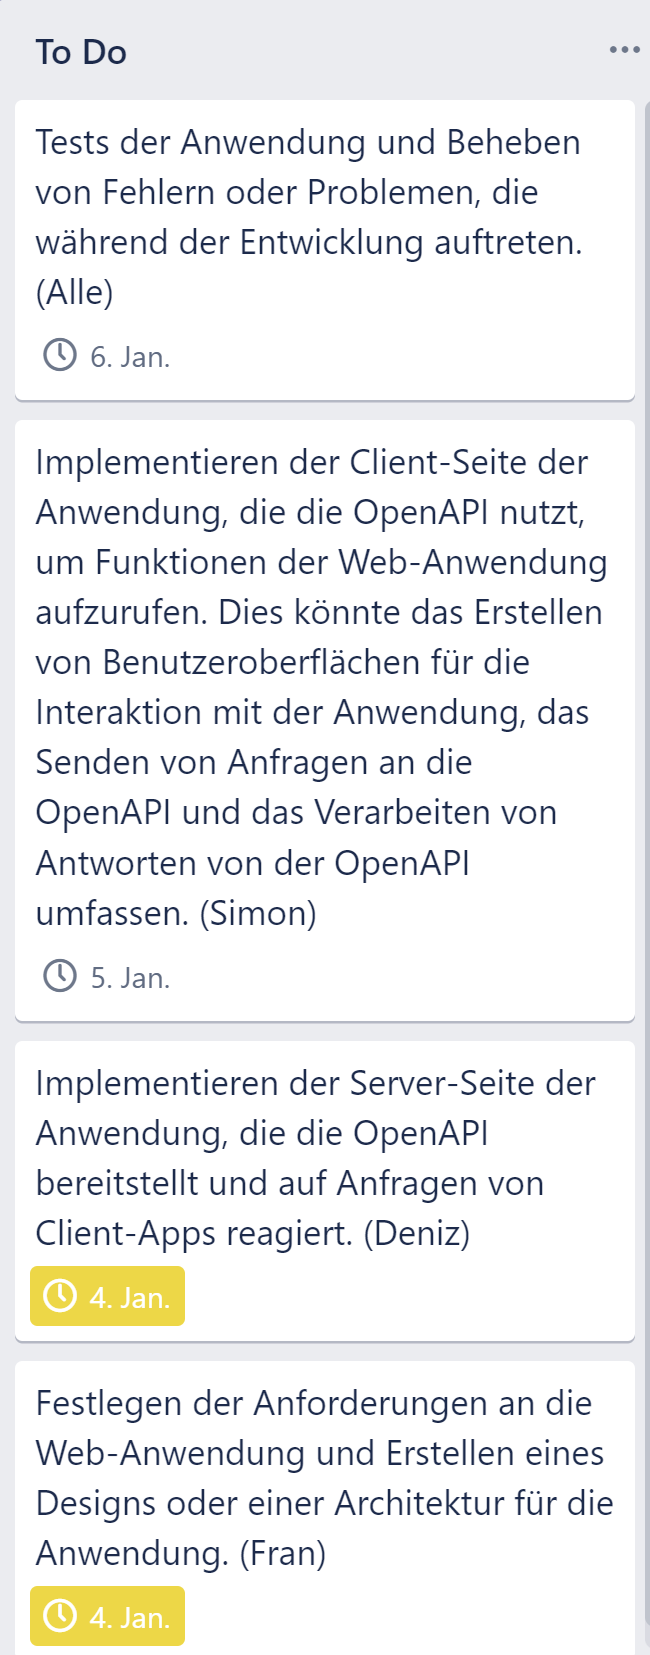 To Do
Tests der Anwendung und Beheben
von Fehlern oder Problemen, die
während der Entwicklung auftreten.
(Alle)
6. Jan.
Implementieren der Client-Seite der
Anwendung, die die OpenAPI nutzt,
um Funktionen der Web-Anwendung
aufzurufen. Dies könnte das Erstellen
von Benutzeroberflächen für die
Interaktion mit der Anwendung, das
Senden von Anfragen an die
OpenAPI und das Verarbeiten von
Antworten von der OpenAPI
umfassen. (Simon)
5. Jan.
Implementieren der Server-Seite der
Anwendung, die die OpenAPI
bereitstellt und auf Anfragen von
Client-Apps reagiert. (Deniz)
4. Jan.
Festlegen der Anforderungen an die
Web-Anwendung und Erstellen eines
Designs oder einer Architektur für die
Anwendung. (Fran)
4. Jan.